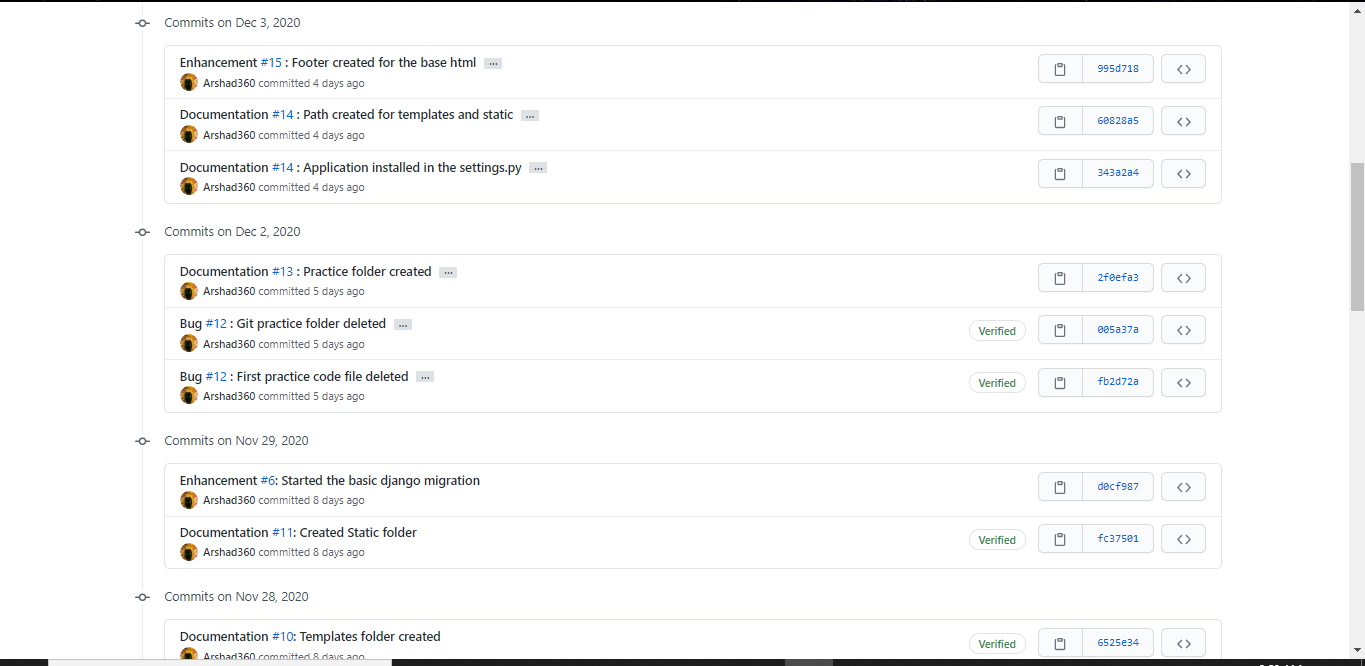 Commits on Dec 3, 2020
Enhancement #15 : Footer created for the base html ...
995d718
Arshad360 committed 4 days ago
Documentation #14 : Path created for templates and static ...
60828a5
Arshad360 committed 4 days ago
Documentation #14 : Application installed in the settings.py ...
343a2a4
Arshad360 committed 4 days ago
Commits on Dec 2, 2020
Documentation #13 : Practice folder created ...
2f0efa3
Arshad360 committed 5 days ago
Bug #12 : Git practice folder deleted ...
Verified 005a37a
Arshad360 committed 5 days ago
Bug #12 : First practice code file deleted ...
Verified fb2d72a
Arshad360 committed 5 days ago
Commits on Nov 29, 2020
Enhancement #6: Started the basic django migration
d0cf987
Arshad360 committed 8 days ago
Documentation #11: Created Static folder
Verified fc37501
Arshad360 committed 8 days ago
Commits on Nov 28, 2020
Documentation #10: Templates folder created
Verified 6525e34
Arshad360 committed 8 days ago